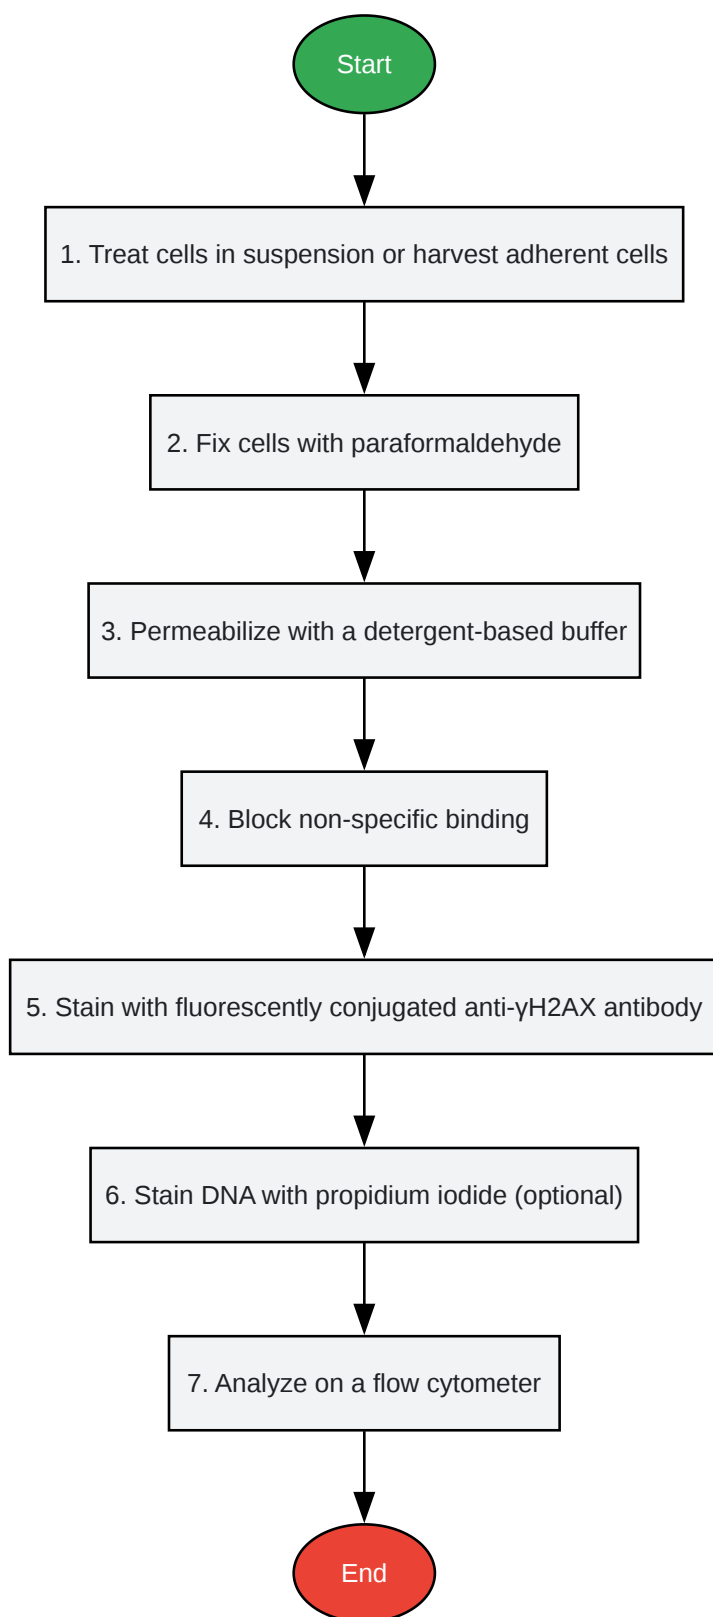 Start
1. Treat cells in suspension or harvest adherent cells
2. Fix cells with paraformaldehyde
3. Permeabilize with a detergent-based buffer
4. Block non-specific binding
5. Stain with fluorescently conjugated anti-γH2AX antibody
6. Stain DNA with propidium iodide (optional)
7. Analyze on a flow cytometer
End